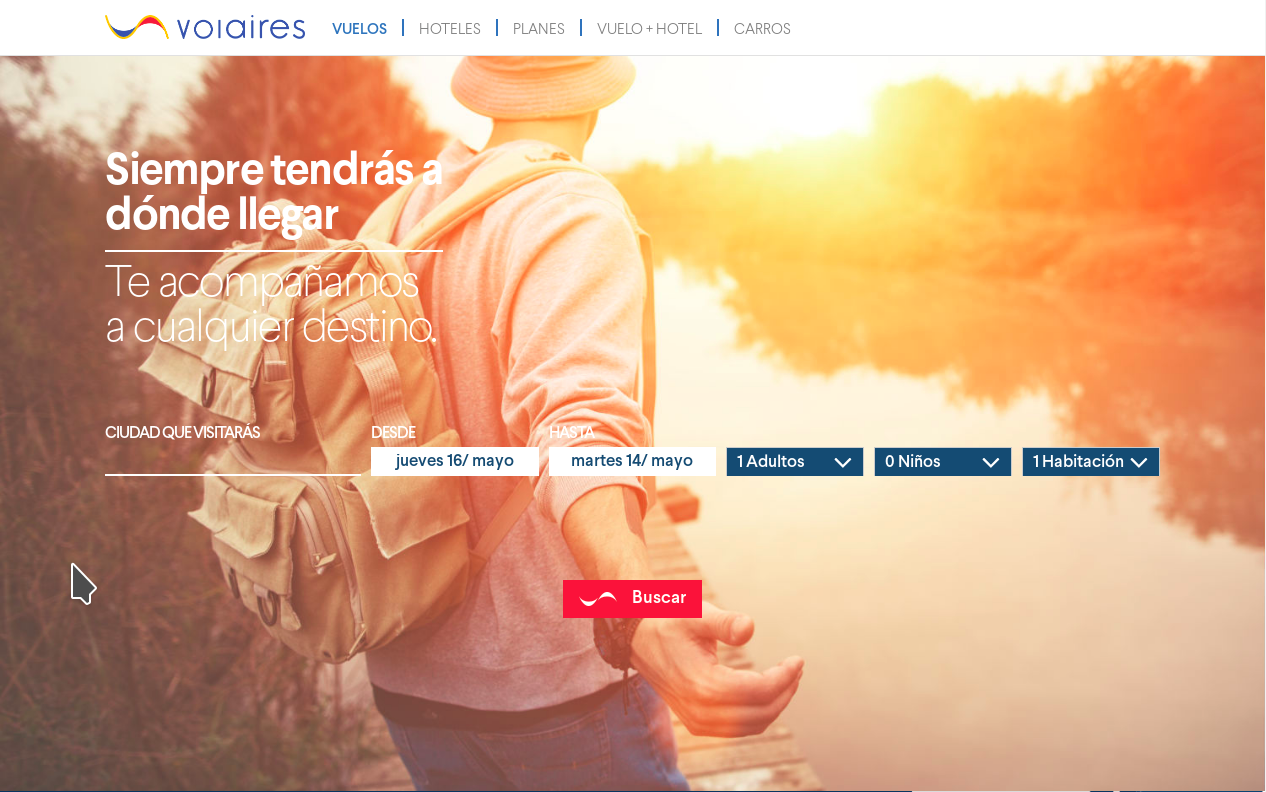 volaires
VUELOS
HOTELES
PLANES
VUELO + HOTEL
CARROS
Siempre tendrás a
dónde llegar
Te acompañamos
a cualquier destino.
CIUDAD QUE VISITARÁS
DESDE
HASTA
jueves 16/ mayo
martes 14/ mayo
1 Adultos
0 Niños
1 Habitación
Buscar